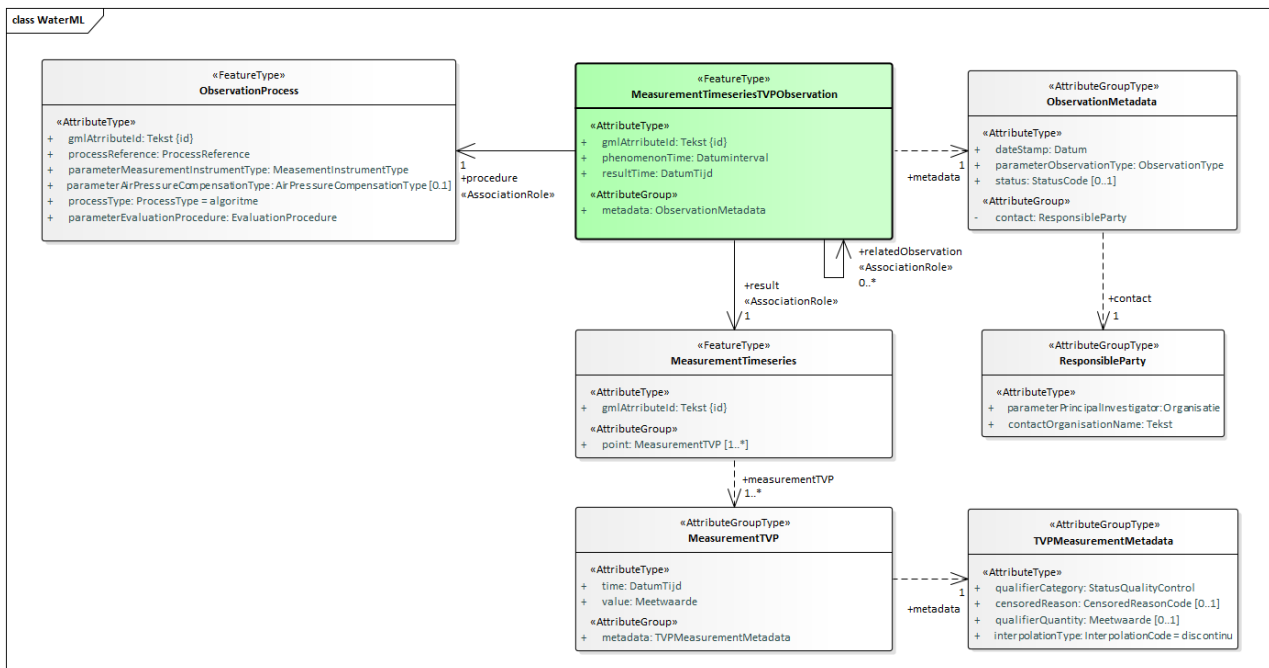 class WaterML
«FeatureType»
ObservationProcess
«AttributeType»
+ gmlAtrributeId: Tekst {id}
+ processReference: ProcessReference
+ parameterMeasurementInstrumentType: MeasementInstrumentType
+ parameterAirPressureCompensationType: AirPressureCompensationType [0.1]
+ processType: ProcessType = algoritme
+ parameterEvaluationProcedure: EvaluationProcedure
1
+procedure
«AssociationRole»
«FeatureType»
MeasurementTimeseriesTVPObservation
«AttributeType»
+ gmlAtrributeId: Tekst {id}
+ phenomenonTime: Datuminterval
+ resultTime: DatumTijd
«AttributeGroup»
+ metadata: ObservationMetadata
1
+metadata
«AttributeGroupType»
ObservationMetadata
«AttributeType»
+ dateStamp: Datum
+ parameterObservationType: ObservationType
+ status: StatusCode [0..1]
«AttributeGroup»
- contact: ResponsibleParty
+relatedObservation
«AssociationRole»
0..*
+result
«AssociationRole»
1
+contact
1
«FeatureType»
MeasurementTimeseries
«AttributeType»
+ gmlAtrributeId: Tekst {id}
«AttributeGroup»
+ point: MeasurementTVP [1..*]
«AttributeGroupType»
ResponsibleParty
«AttributeType»
+ parameterPrincipalInvestigator:Organisatie
+ contactOrganisationName: Tekst
+measurementTVP
1..*
«AttributeGroupType»
MeasurementTVP
«AttributeType»
+ time: DatumTijd
+ value: Meetwaarde
«AttributeGroup»
+ metadata: TVPMeasurementMetadata
1
+metadata
«AttributeGroupType»
TVPMeasurementMetadata
«AttributeType»
+ qualifierCategory: StatusQualityControl
+ censoredReason: CensoredReasonCode [0..1]
+ qualifierQuantity: Meetwaarde [0..1]
+ interpolationType: InterpolationCode = discontinu